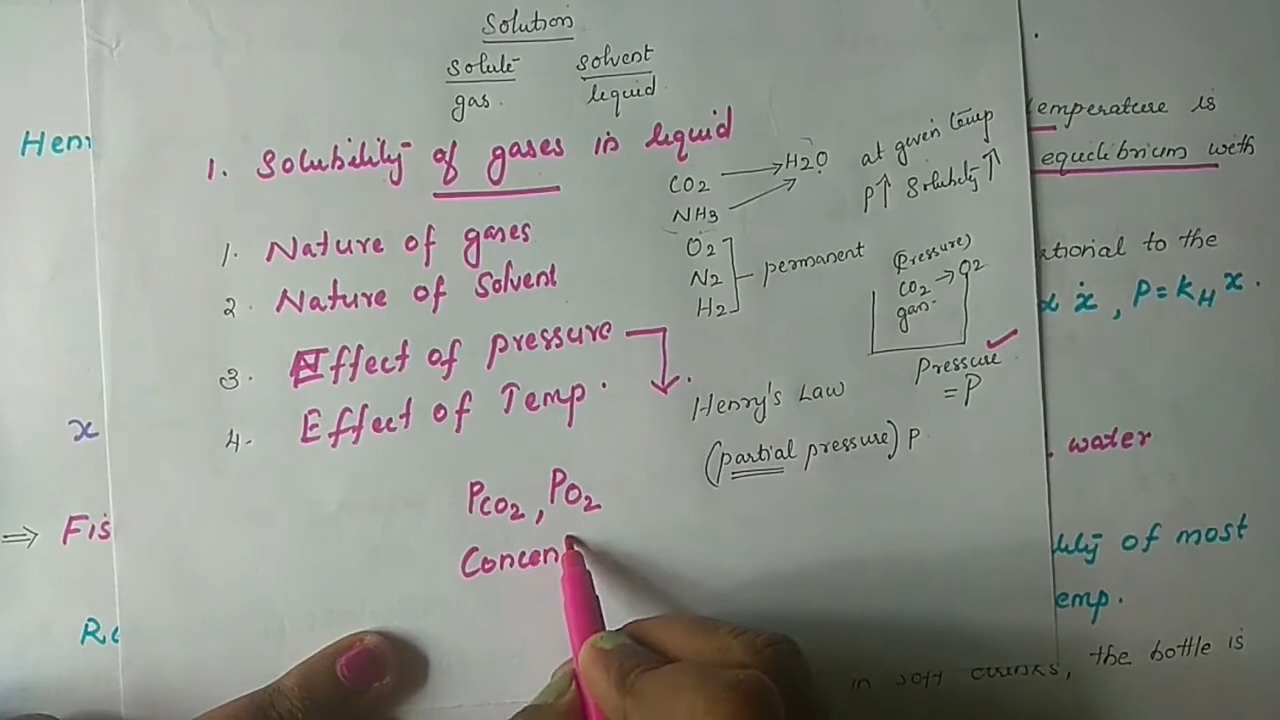 Solution
solute solvent
gas. liquid
1. Solubility of gases in liquid
CO2 → H2O
NH3
at given temp
P↑ Solubility ↑
1. Nature of gases
2. Nature of Solvent
3. Effect of pressure
4. Effect of Temp.
O2
N2 permanent
H2
(Pressure)
CO2 → O2
gas
Pressure
= P
Henry's Law
(partial pressure) P
PCO2, PO2
Concen
Henr
x
⇒ Fis
temperature is
equilibrium with
to the
α x, P = KH x.
water
of most
emp.
in soft drinks, the bottle is